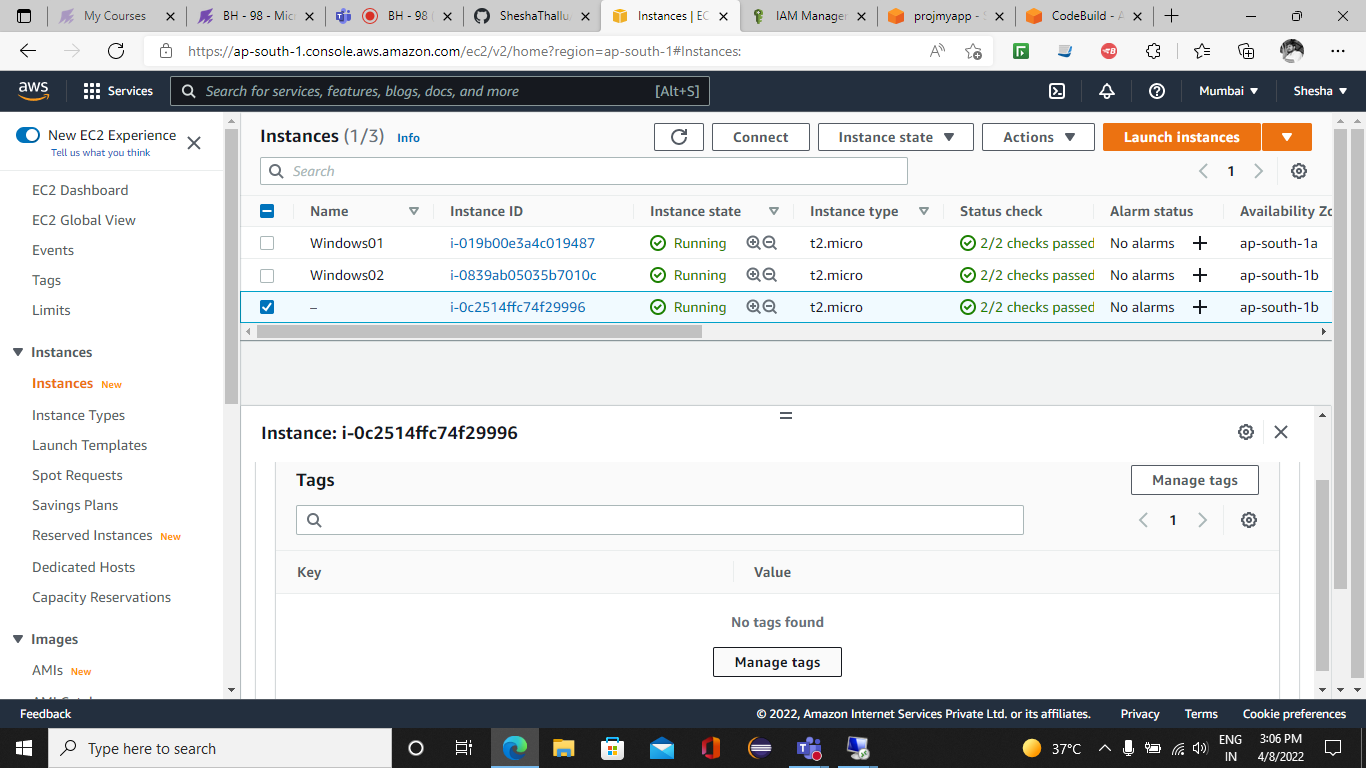 My Courses
BH - 98 - Micr
BH - 98 (
SheshaThallu
Instances | EC
IAM Manager
projmyapp - S
CodeBuild - A
https://ap-south-1.console.aws.amazon.com/ec2/v2/home?region=ap-south-1#Instances:
aws
Services
Search for services, features, blogs, docs, and more
[Alt+S]
Mumbai
Shesha
New EC2 Experience
Tell us what you think
EC2 Dashboard
EC2 Global View
Events
Tags
Limits
Instances
Instances New
Instance Types
Launch Templates
Spot Requests
Savings Plans
Reserved Instances New
Dedicated Hosts
Capacity Reservations
Images
AMIs New
Instances (1/3) Info
Connect
Instance state
Actions
Launch instances
Search
1
Name Instance ID Instance state Instance type Status check Alarm status Availability Zo
Windows01 i-019b00e3a4c019487 Running t2.micro 2/2 checks passed No alarms + ap-south-1a
Windows02 i-0839ab05035b7010c Running t2.micro 2/2 checks passed No alarms + ap-south-1b
– i-0c2514ffc74f29996 Running t2.micro 2/2 checks passed No alarms + ap-south-1b
Instance: i-0c2514ffc74f29996
Tags
Manage tags
1
Key Value
No tags found
Manage tags
Feedback
© 2022, Amazon Internet Services Private Ltd. or its affiliates.
Privacy
Terms
Cookie preferences
Type here to search
37°C
ENG
IN
3:06 PM
4/8/2022